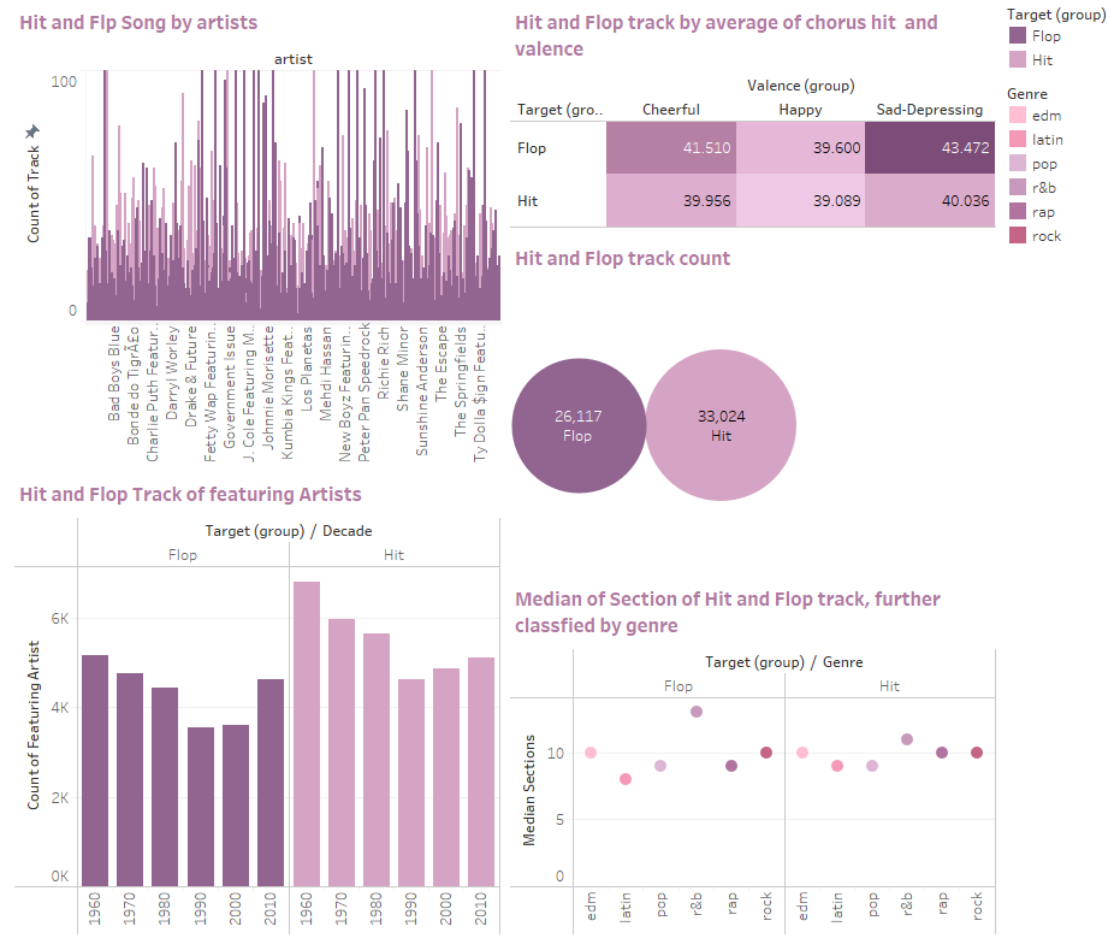 Hit and Flp Song by artists
artist
100
0
Count of Track
Bad Boys Blue
Bonde do TigrÃ£o
Charlie Puth Featur..
Darryl Worley
Drake & Future
Fetty Wap Featurin..
Government Issue
J. Cole Featuring M..
Johnnie Morisette
Kumbia Kings Feat..
Los Planetas
Mehdi Hassan
New Boyz Featurin..
Peter Pan Speedrock
Richie Rich
Shane Minor
Sunshine Anderson
The Escape
The Springfields
Ty Dolla $ign Featu..
Hit and Flop track by average of chorus hit and
valence
Valence (group)
Target (gro.. Cheerful Happy Sad-Depressing
Flop 41.510 39.600 43.472
Hit 39.956 39.089 40.036
Target (group)
Flop
Hit
Genre
edm
latin
pop
r&b
rap
rock
Hit and Flop track count
26,117
Flop
33,024
Hit
Hit and Flop Track of featuring Artists
Target (group) / Decade
Flop Hit
Count of Featuring Artist
6K
4K
2K
0K
1960 1970 1980 1990 2000 2010 1960 1970 1980 1990 2000 2010
Median of Section of Hit and Flop track, further
classfied by genre
Target (group) / Genre
Flop Hit
Median Sections
10
5
0
edm latin pop r&b rap rock edm latin pop r&b rap rock